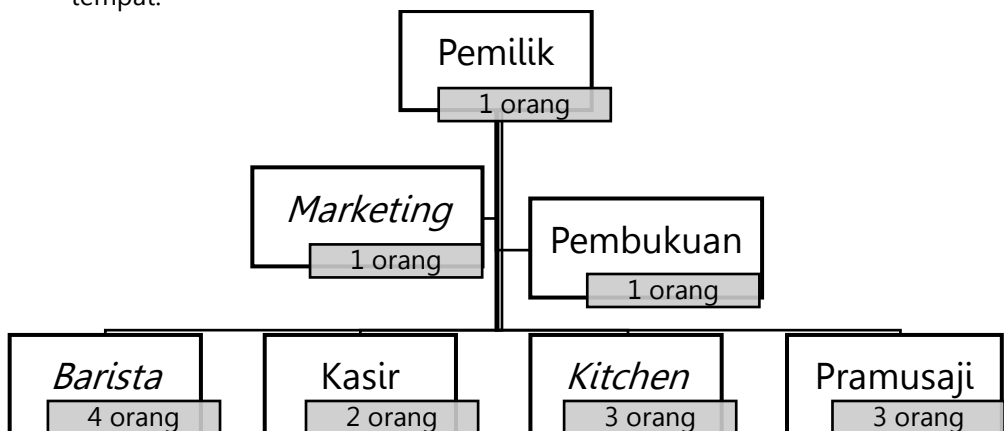 tempat.
Pemilik
1 orang
Marketing
1 orang
Pembukuan
1 orang
Barista
4 orang
Kasir
2 orang
Kitchen
3 orang
Pramusaji
3 orang